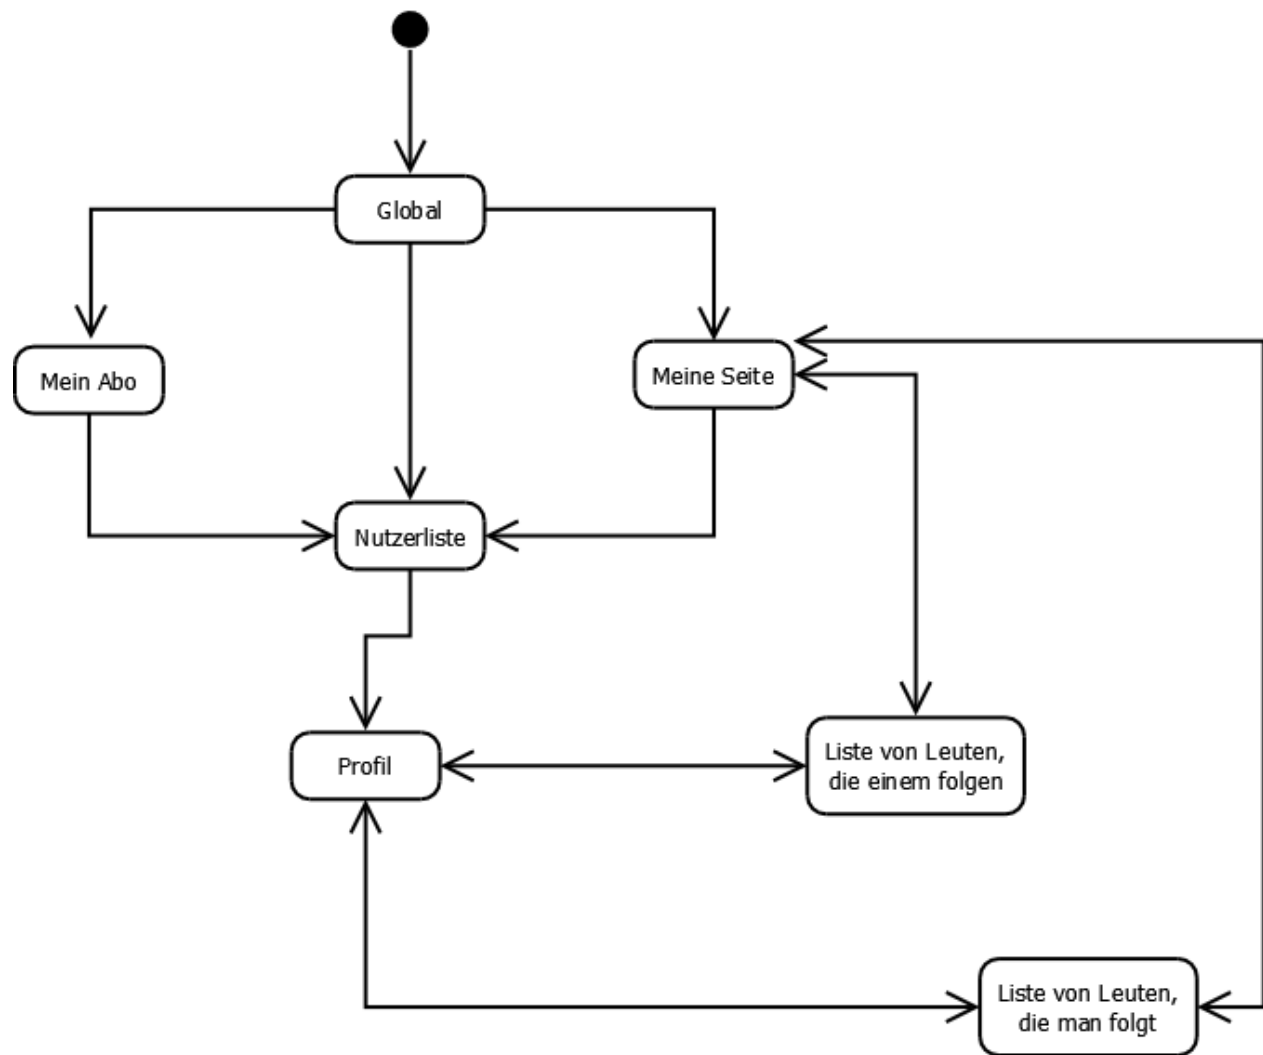 Global
Mein Abo
Meine Seite
Nutzerliste
Profil
Liste von Leuten,
die einem folgen
Liste von Leuten,
die man folgt